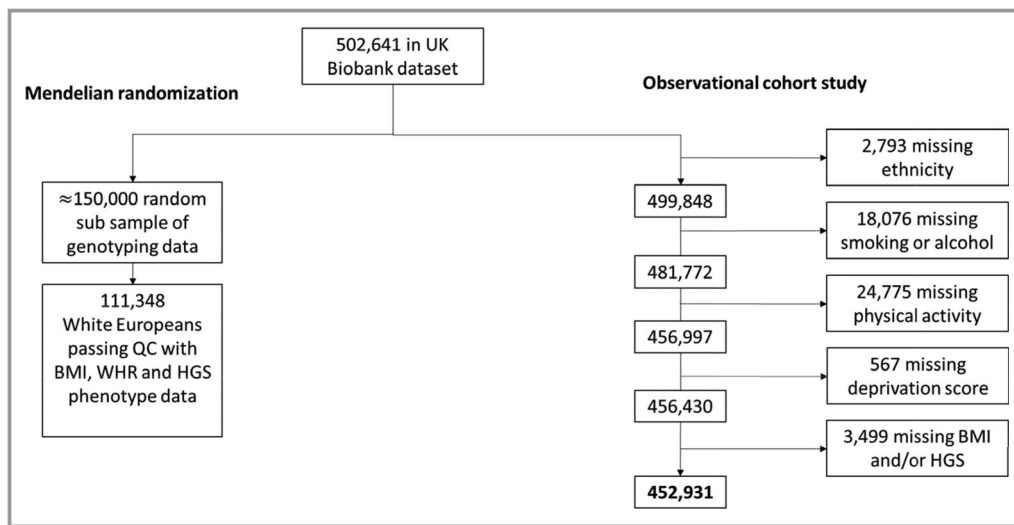 502,641 in UK
Biobank dataset
Mendelian randomization
Observational cohort study
≈150,000 random
sub sample of
genotyping data
111,348
White Europeans
passing QC with
BMI, WHR and HGS
phenotype data
2,793 missing
ethnicity
499,848
18,076 missing
smoking or alcohol
481,772
24,775 missing
physical activity
456,997
567 missing
deprivation score
456,430
3,499 missing BMI
and/or HGS
452,931